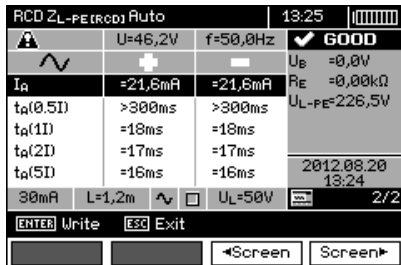 RCD ZL-PE[RCD] Auto 13:25
U=46,2V f=50,0Hz ✔ GOOD
UB =0,0V
IA =21,6mA =21,6mA RE =0,00kΩ
tA(0.5I) >300ms >300ms UL-PE=226,5V
tA(1I) =18ms =18ms
tA(2I) =17ms =17ms
tA(5I) =16ms =16ms 2012.08.20 13:24
30mA L=1,2m UL=50V 2/2
ENTER Write ESC Exit
◄Screen Screen►